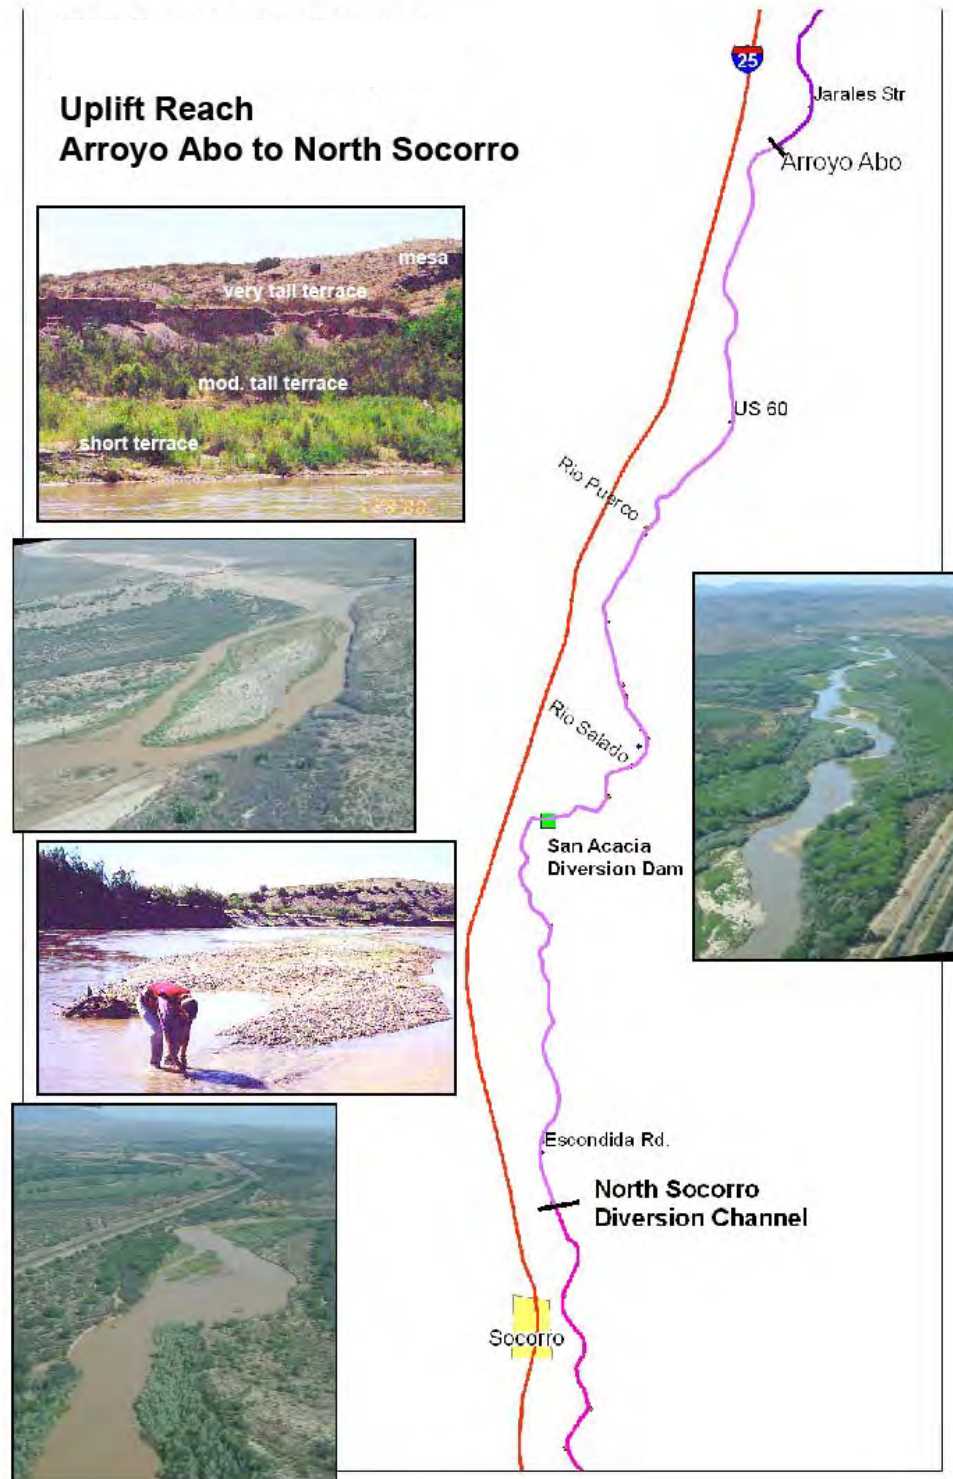 Uplift Reach
Arroyo Abo to North Socorro
25
Jarales Str
Arroyo Abo
mesa
very tall terrace
mod. tall terrace
short terrace
US 60
Rio Puerco
Rio Salado
San Acacia
Diversion Dam
Escondida Rd.
North Socorro
Diversion Channel
Socorro